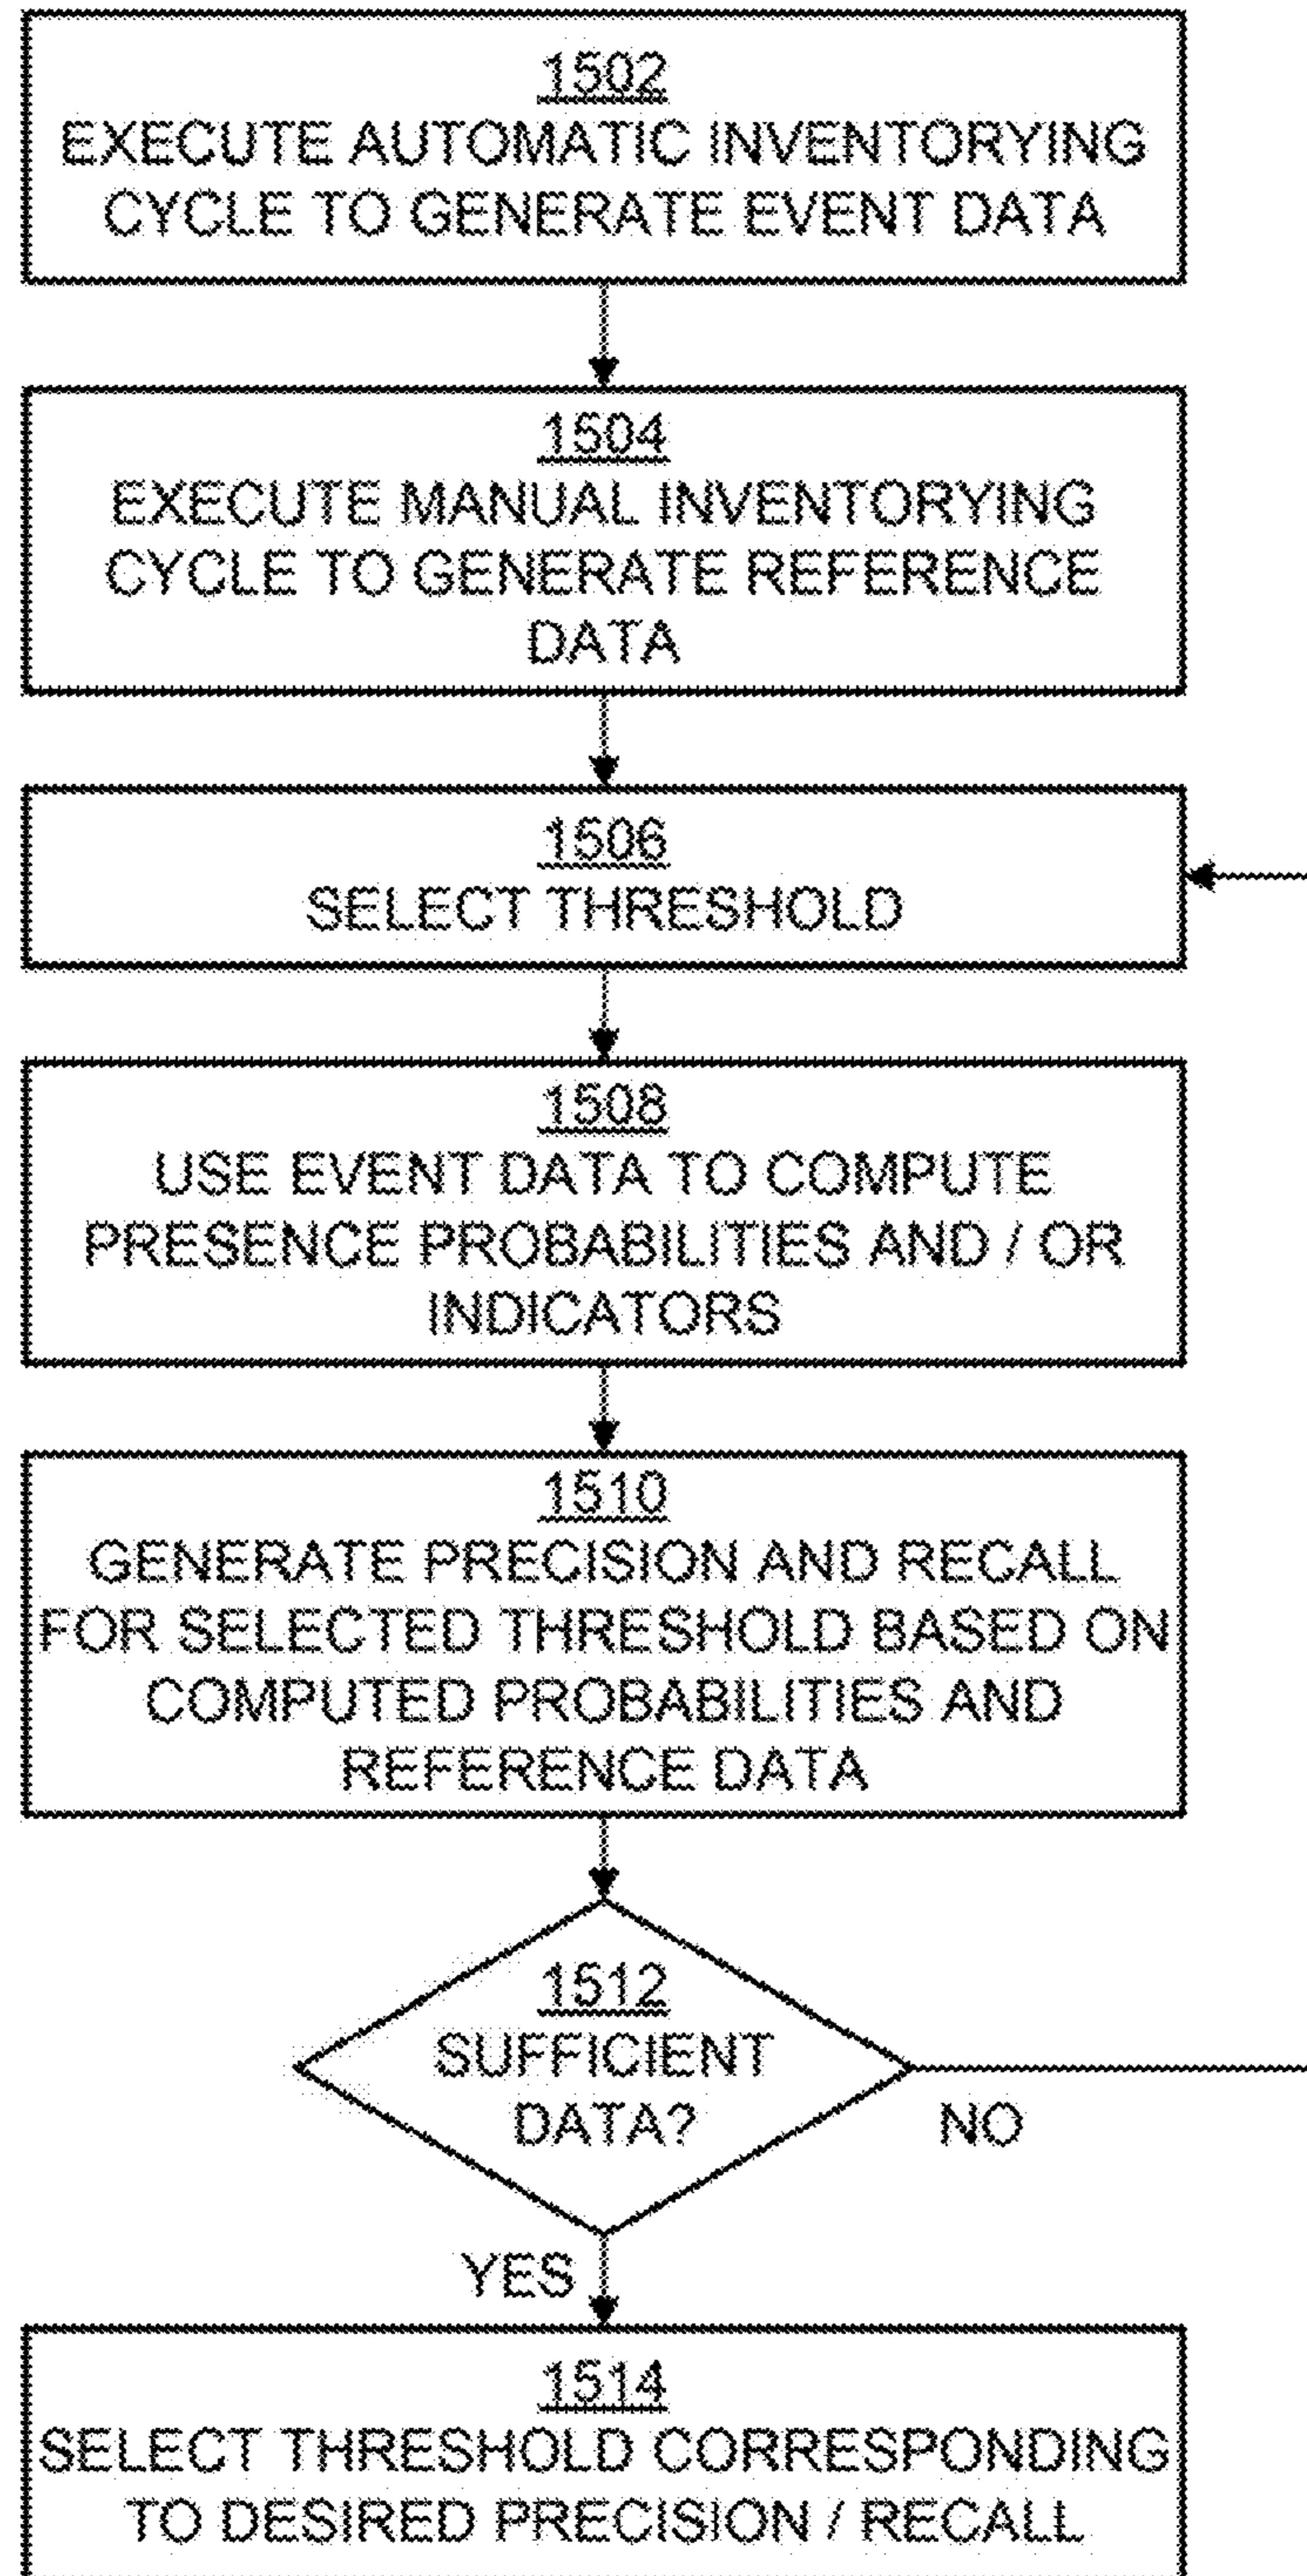 1502
EXECUTE AUTOMATIC INVENTORYING
CYCLE TO GENERATE EVENT DATA
1504
EXECUTE MANUAL INVENTORYING
CYCLE TO GENERATE REFERENCE
DATA
1506
SELECT THRESHOLD
1508
USE EVENT DATA TO COMPUTE
PRESENCE PROBABILITIES AND / OR
INDICATORS
1510
GENERATE PRECISION AND RECALL
FOR SELECTED THRESHOLD BASED ON
COMPUTED PROBABILITIES AND
REFERENCE DATA
1512
SUFFICIENT
DATA?
NO
YES
1514
SELECT THRESHOLD CORRESPONDING
TO DESIRED PRECISION / RECALL